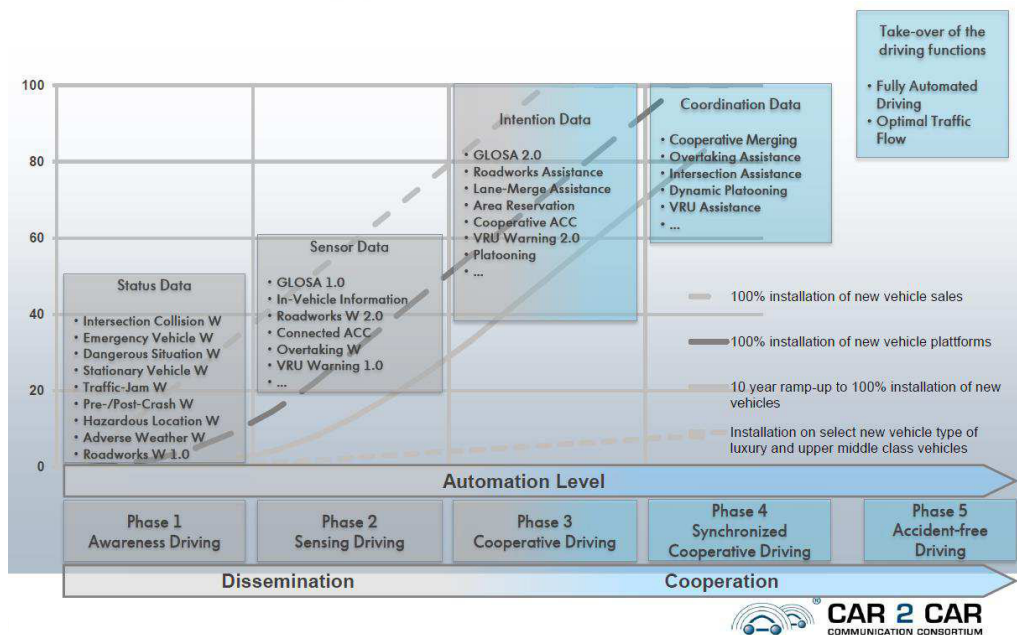 Take-over of the
driving functions
• Fully Automated
Driving
• Optimal Traffic
Flow
100
80
60
40
20
0
Status Data
• Intersection Collision W
• Emergency Vehicle W
• Dangerous Situation W
• Stationary Vehicle W
• Traffic-Jam W
• Pre-/Post-Crash W
• Hazardous Location W
• Adverse Weather W
• Roadworks W 1.0
Sensor Data
• GLOSA 1.0
• In-Vehicle Information
• Roadworks W 2.0
• Connected ACC
• Overtaking W
• VRU Warning 1.0
• ...
Intention Data
• GLOSA 2.0
• Roadworks Assistance
• Lane-Merge Assistance
• Area Reservation
• Cooperative ACC
• VRU Warning 2.0
• Platooning
• ...
Coordination Data
• Cooperative Merging
• Overtaking Assistance
• Intersection Assistance
• Dynamic Platooning
• VRU Assistance
• ...
100% installation of new vehicle sales
100% installation of new vehicle plattforms
10 year ramp-up to 100% installation of new
vehicles
Installation on select new vehicle type of
luxury and upper middle class vehicles
Automation Level
Phase 1
Awareness Driving
Phase 2
Sensing Driving
Phase 3
Cooperative Driving
Phase 4
Synchronized
Cooperative Driving
Phase 5
Accident-free
Driving
Dissemination
Cooperation
®
CAR 2 CAR
COMMUNICATION CONSORTIUM